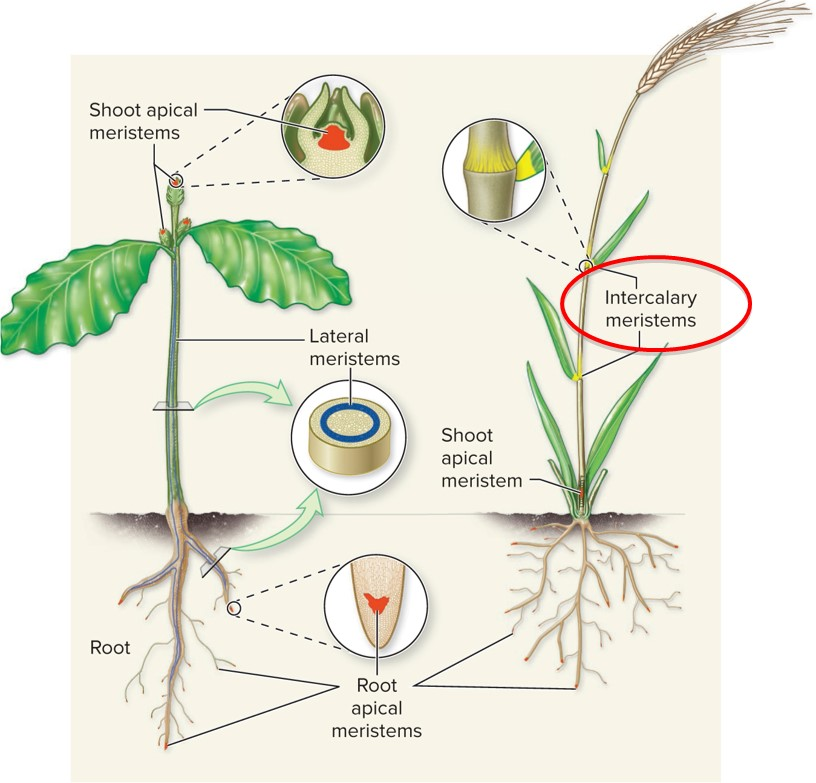 Shoot apical
meristems
Intercalary
meristems
Lateral
meristems
Shoot
apical
meristem
Root
Root
apical
meristems